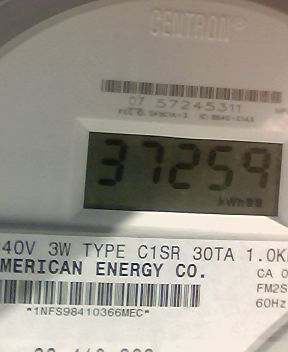 CENTRON®
07 57245311
37259
kWh
40V 3W TYPE C1SR 30TA 1.0K
MERICAN ENERGY CO.
CA 0
FM2S
60Hz
*1NFS98410366MEC*